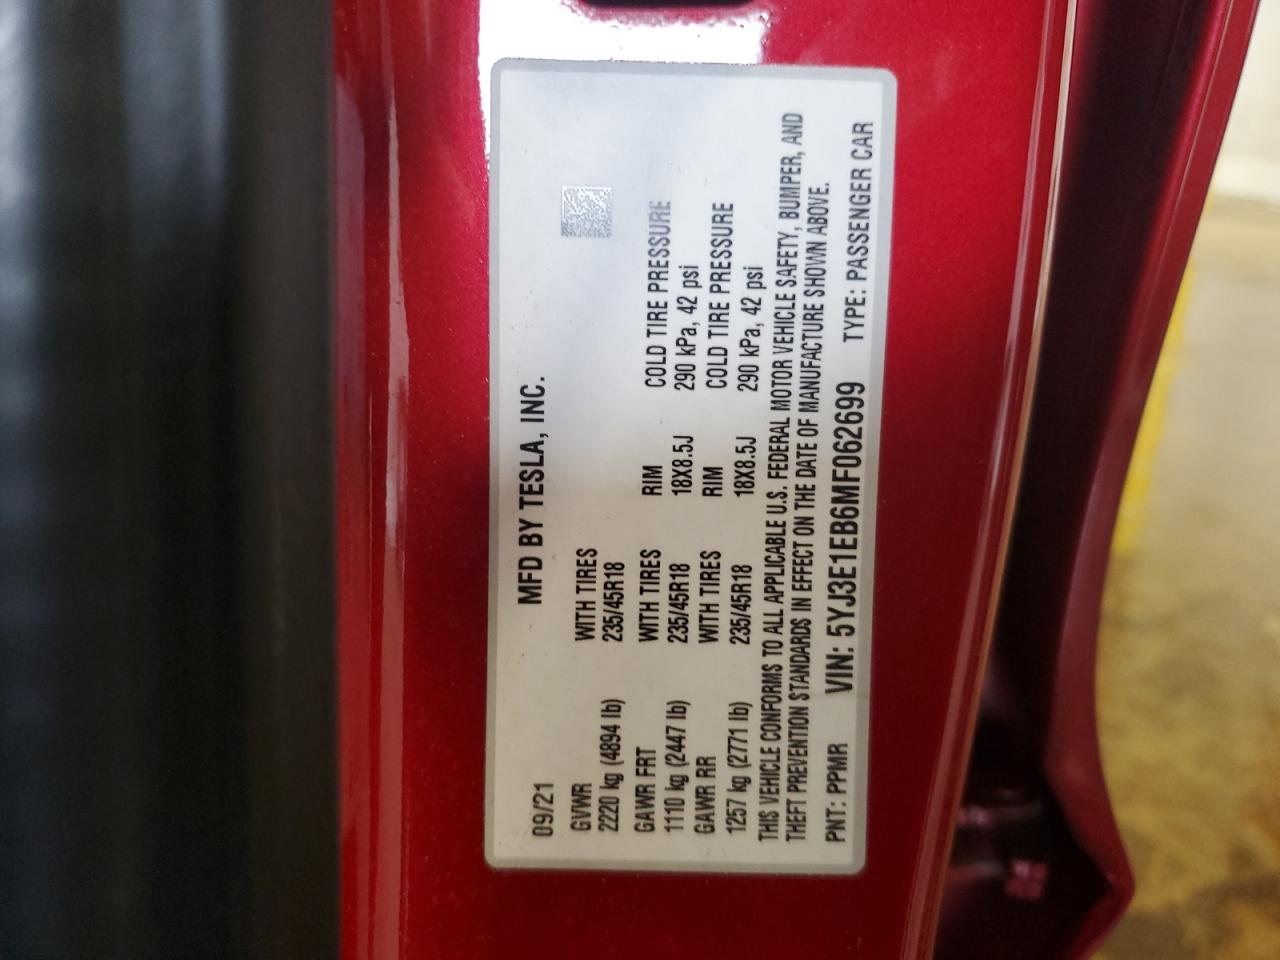 09/21 MFD BY TESLA, INC.
GVWR WITH TIRES
2220 kg (4894 lb) 235/45R18
GAWR FRT WITH TIRES RIM COLD TIRE PRESSURE
1110 kg (2447 lb) 235/45R18 18X8.5J 290 kPa, 42 psi
GAWR RR WITH TIRES RIM COLD TIRE PRESSURE
1257 kg (2771 lb) 235/45R18 18X8.5J 290 kPa, 42 psi
THIS VEHICLE CONFORMS TO ALL APPLICABLE U.S. FEDERAL MOTOR VEHICLE SAFETY, BUMPER, AND
THEFT PREVENTION STANDARDS IN EFFECT ON THE DATE OF MANUFACTURE SHOWN ABOVE.
PNT: PPMR VIN: 5YJ3E1EB6MF062699 TYPE: PASSENGER CAR